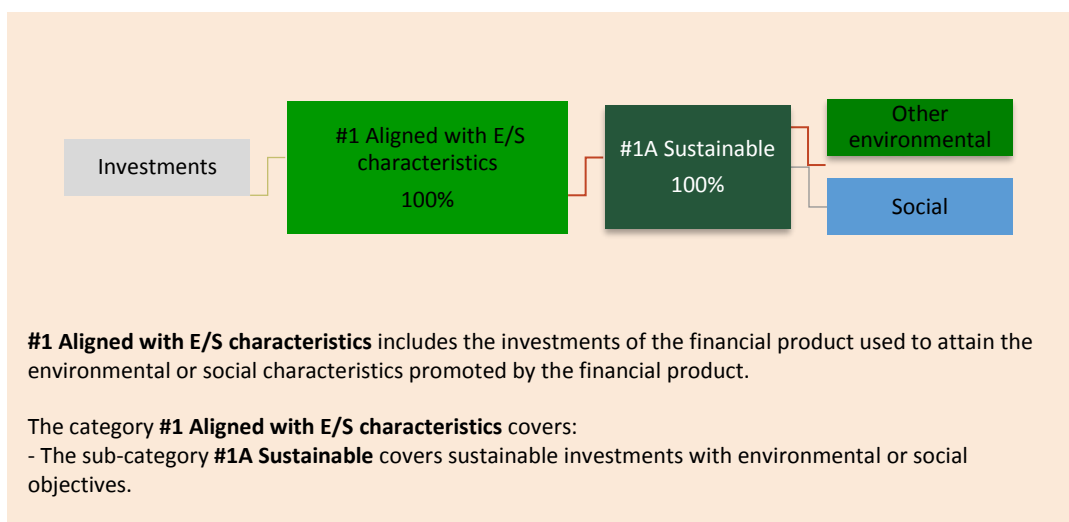 Investments
#1 Aligned with E/S
characteristics
100%
#1A Sustainable
100%
Other
environmental
Social
#1 Aligned with E/S characteristics includes the investments of the financial product used to attain the
environmental or social characteristics promoted by the financial product.
The category #1 Aligned with E/S characteristics covers:
- The sub-category #1A Sustainable covers sustainable investments with environmental or social
objectives.